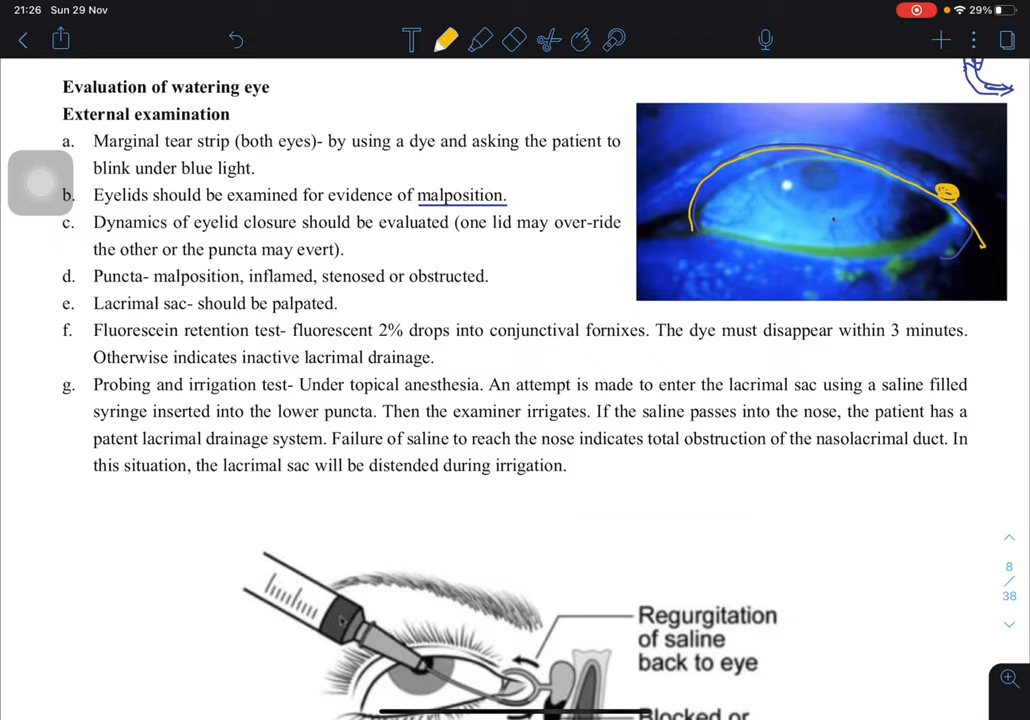 21:26 Sun 29 Nov
29%
Evaluation of watering eye
External examination
a. Marginal tear strip (both eyes)- by using a dye and asking the patient to
blink under blue light.
b. Eyelids should be examined for evidence of malposition.
c. Dynamics of eyelid closure should be evaluated (one lid may over-ride
the other or the puncta may evert).
d. Puncta- malposition, inflamed, stenosed or obstructed.
e. Lacrimal sac- should be palpated.
f. Fluorescein retention test- fluorescent 2% drops into conjunctival fornixes. The dye must disappear within 3 minutes.
Otherwise indicates inactive lacrimal drainage.
g. Probing and irrigation test- Under topical anesthesia. An attempt is made to enter the lacrimal sac using a saline filled
syringe inserted into the lower puncta. Then the examiner irrigates. If the saline passes into the nose, the patient has a
patent lacrimal drainage system. Failure of saline to reach the nose indicates total obstruction of the nasolacrimal duct. In
this situation, the lacrimal sac will be distended during irrigation.
8
/
38
Regurgitation
of saline
back to eye
Blocked or